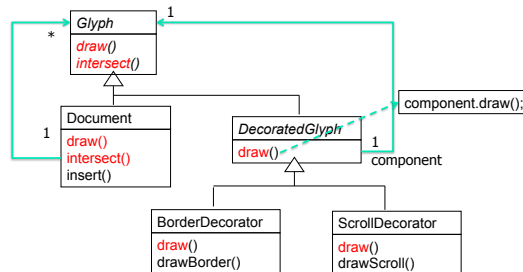 Glyph
1
*
draw()
intersect()
component.draw();
Document
1
draw()
intersect()
insert()
DecoratedGlyph
draw()
1
component
BorderDecorator
draw()
drawBorder()
ScrollDecorator
draw()
drawScroll()